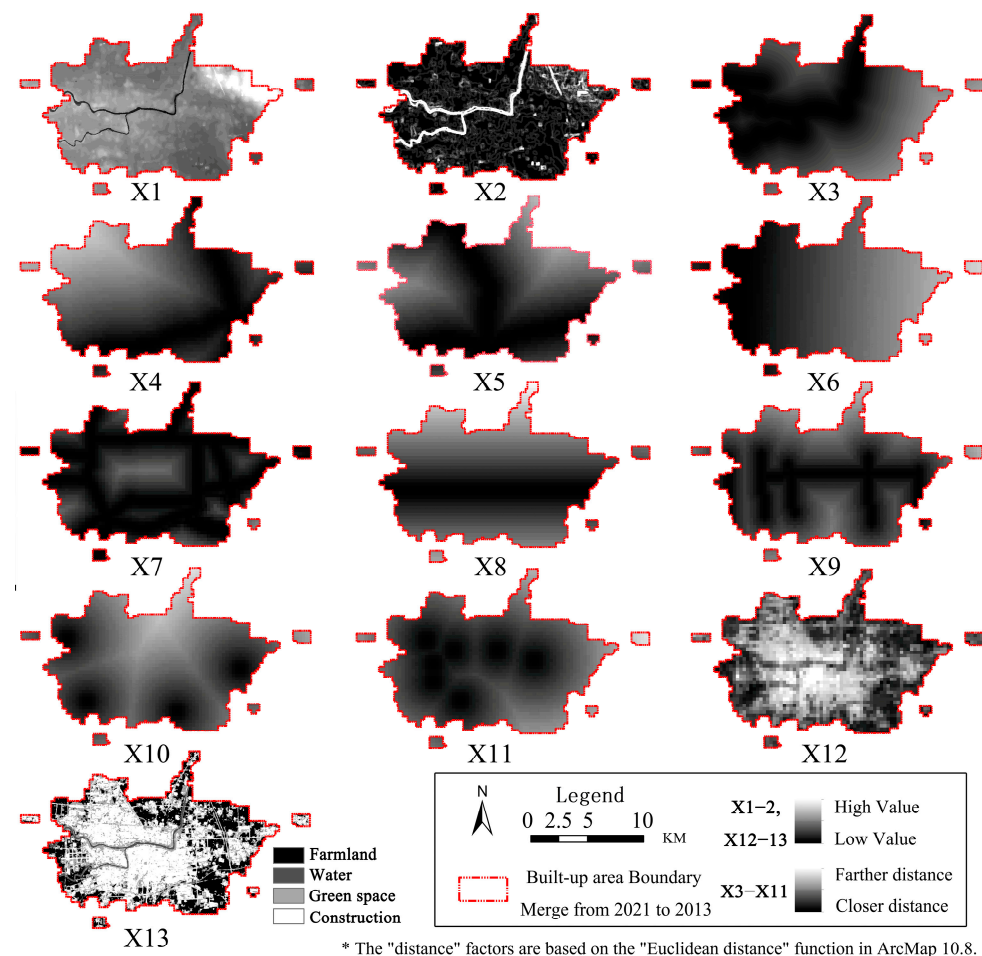 X1 X2 X3
X4 X5 X6
X7 X8 X9
X10 X11 X12
X13
Farmland
Water
Green space
Construction
N
Legend
0 2.5 5 10
KM
Built-up area Boundary
Merge from 2021 to 2013
X1-2,
X12-13
High Value
Low Value
X3-X11
Farther distance
Closer distance
* The "distance" factors are based on the "Euclidean distance" function in ArcMap 10.8.